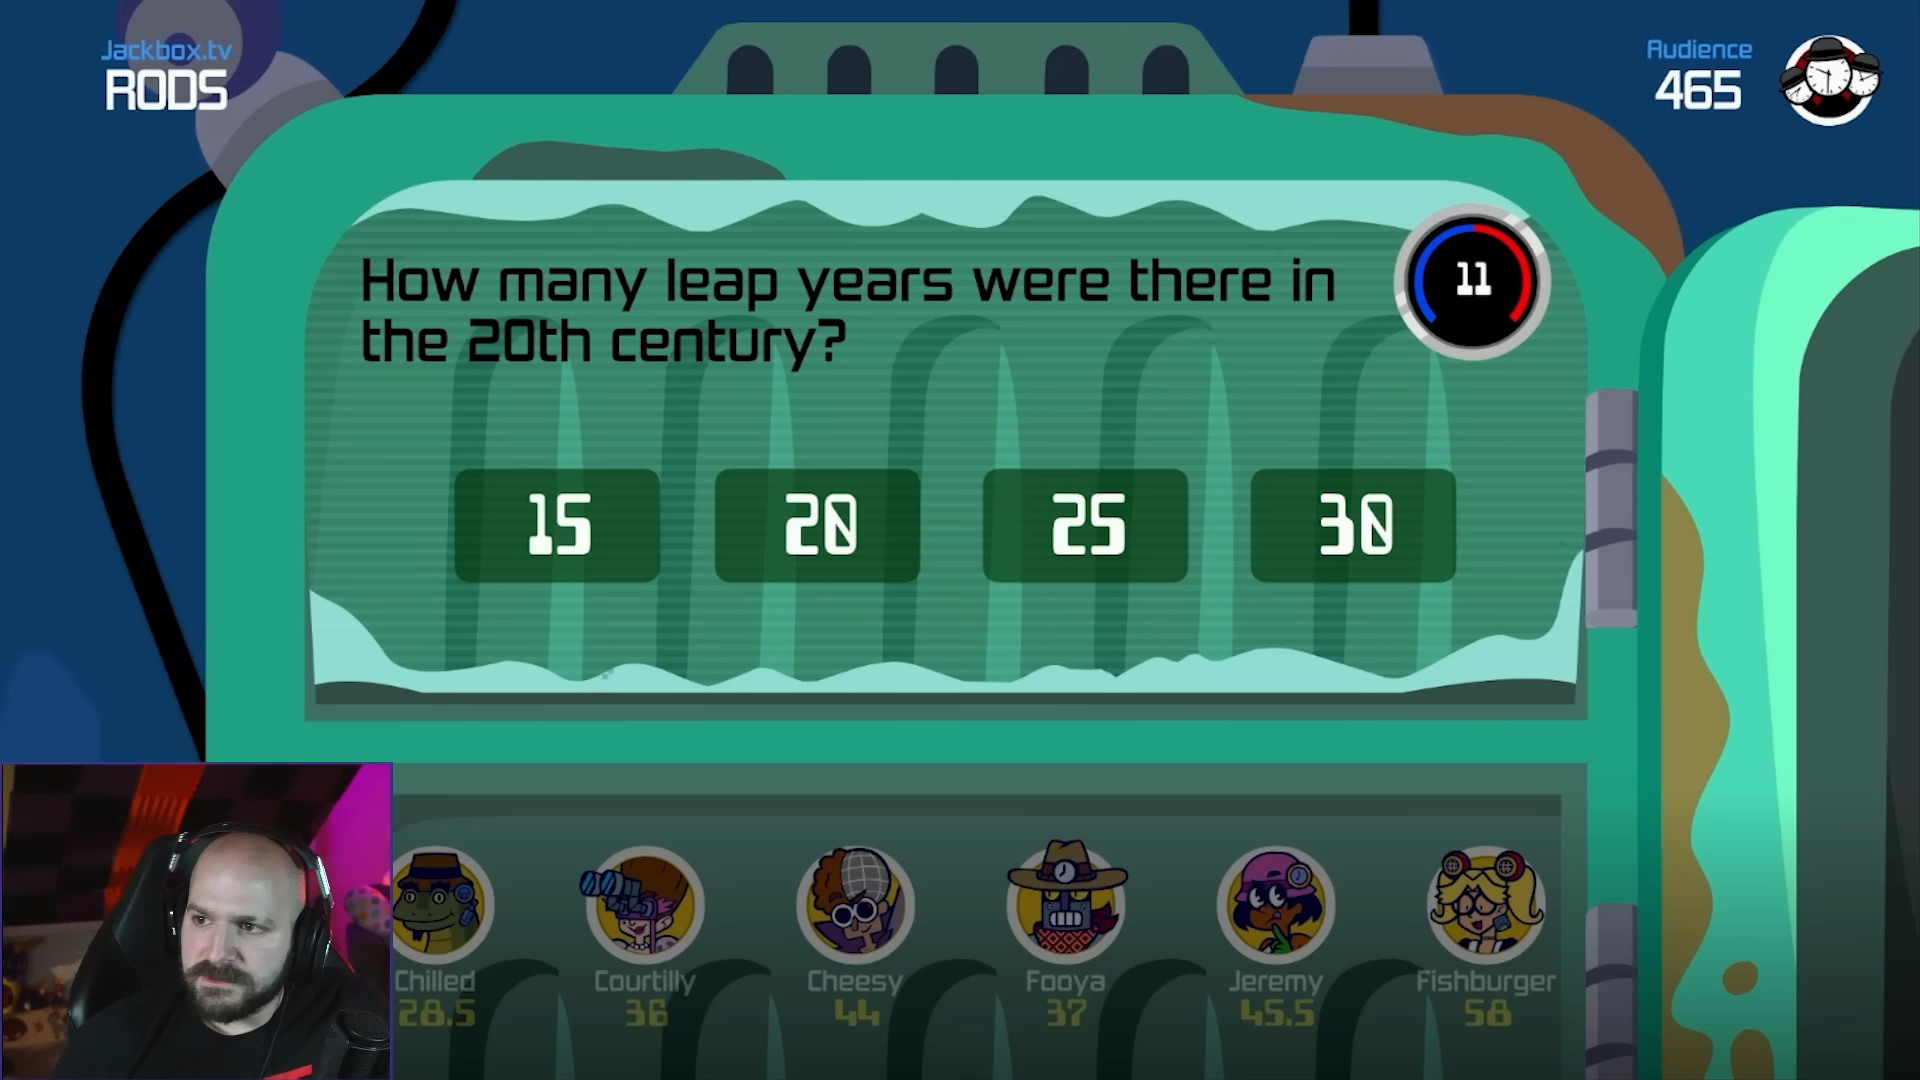 Jackbox.tv
RODS
Audience
465
How many leap years were there in
the 20th century?
11
15
20
25
30
Chilled
28.5
Courtilly
36
Cheesy
44
Fooya
37
Jeremy
45.5
Fishburger
58